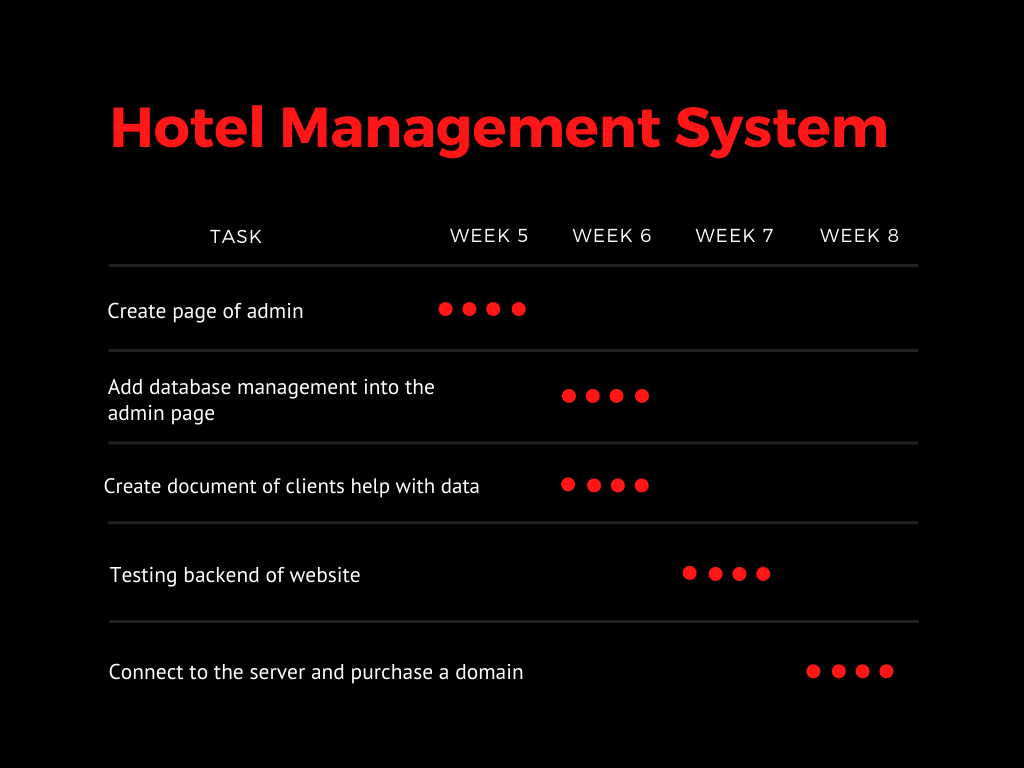 Hotel Management System
TASK WEEK 5 WEEK 6 WEEK 7 WEEK 8
Create page of admin
Add database management into the
admin page
Create document of clients help with data
Testing backend of website
Connect to the server and purchase a domain